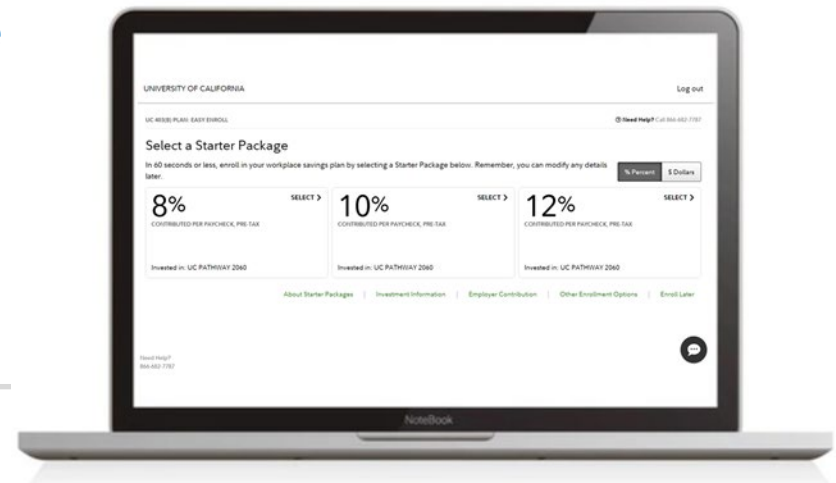 UNIVERSITY OF CALIFORNIA
Log out
UC 403(B) PLAN: EASY ENROLL
Need Help? Call 866-682-7787
Select a Starter Package
In 60 seconds or less, enroll in your workplace savings plan by selecting a Starter Package below. Remember, you can modify any details
later.
% Percent $ Dollars
8% SELECT >
CONTRIBUTED PER PAYCHECK, PRE-TAX
Invested in: UC PATHWAY 2060
10% SELECT >
CONTRIBUTED PER PAYCHECK, PRE-TAX
Invested in: UC PATHWAY 2060
12% SELECT >
CONTRIBUTED PER PAYCHECK, PRE-TAX
Invested in: UC PATHWAY 2060
About Starter Packages | Investment Information | Employer Contribution | Other Enrollment Options | Enroll Later
Need Help?
866-682-7787
NoteBook